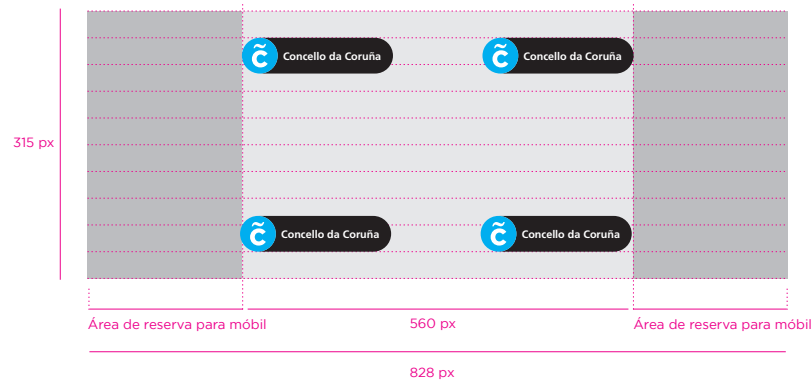 c̃ Concello da Coruña
c̃ Concello da Coruña
315 px
c̃ Concello da Coruña
c̃ Concello da Coruña
Área de reserva para móbil
560 px
Área de reserva para móbil
828 px